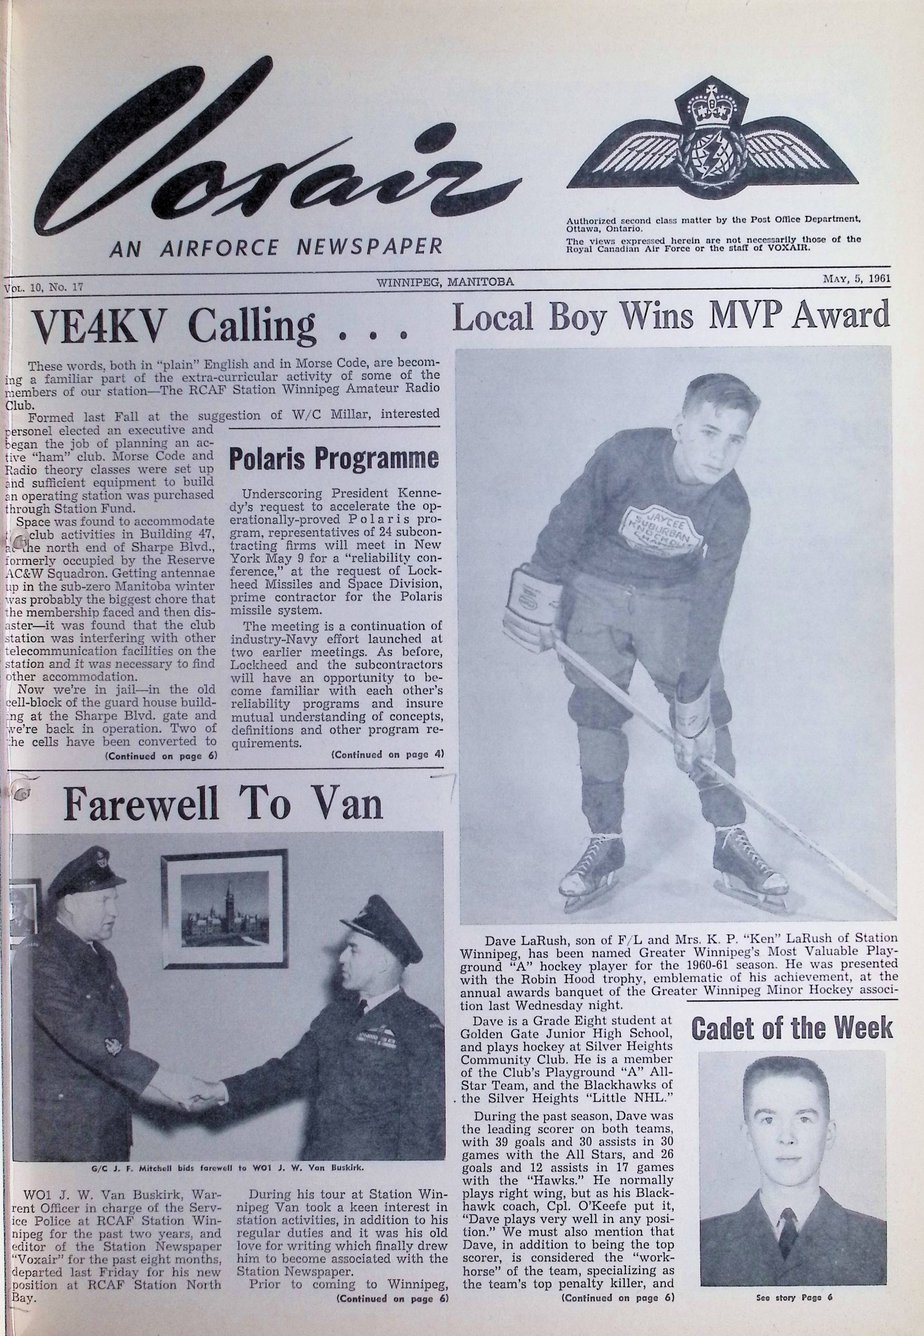 Voxair
AN AIRFORCE NEWSPAPER
Authorized second class matter by the Post Office Department,
Ottawa, Ontario.
The views expressed herein are not necessarily those of the
Royal Canadian Air Force or the staff of VOXAIR.
VOL. 10, No. 17
WINNIPEG, MANITOBA
MAY, 5, 1961
VE4KV Calling . . .
These words, both in “plain” English and in Morse Code, are becom-
ing a familiar part of the extra-curricular activity of some of the
members of our station—The RCAF Station Winnipeg Amateur Radio
Club.
Formed last Fall at the suggestion of W/C Millar, interested
personel elected an executive and
began the job of planning an ac-
tive “ham” club. Morse Code and
Radio theory classes were set up
and sufficient equipment to build
an operating station was purchased
through Station Fund.
Space was found to accommodate
club activities in Building 47,
at the north end of Sharpe Blvd.,
formerly occupied by the Reserve
AC&W Squadron. Getting antennae
up in the sub-zero Manitoba winter
was probably the biggest chore that
the membership faced and then dis-
aster—it was found that the club
station was interfering with other
telecommunication facilities on the
station and it was necessary to find
other accommodation.
Now we’re in jail—in the old
cell-block of the guard house build-
ing at the Sharpe Blvd. gate and
we’re back in operation. Two of
the cells have been converted to
(Continued on page 6)
Polaris Programme
Underscoring President Kenne-
dy’s request to accelerate the op-
erationally-proved Polaris pro-
gram, representatives of 24 subcon-
tracting firms will meet in New
York May 9 for a “reliability con-
ference,” at the request of Lock-
heed Missiles and Space Division,
prime contractor for the Polaris
missile system.
The meeting is a continuation of
industry-Navy effort launched at
two earlier meetings. As before,
Lockheed and the subcontractors
will have an opportunity to be-
come familiar with each other’s
reliability programs and insure
mutual understanding of concepts,
definitions and other program re-
quirements.
(Continued on page 4)
Farewell To Van
G/C J. F. Mitchell bids farewell to WO1 J. W. Van Buskirk.
WO1 J. W. Van Buskirk, War-
rent Officer in charge of the Serv-
ice Police at RCAF Station Win-
nipeg for the past two years, and
editor of the Station Newspaper
“Voxair” for the past eight months,
departed last Friday for his new
position at RCAF Station North
Bay.
During his tour at Station Win-
nipeg Van took a keen interest in
station activities, in addition to his
regular duties and it was his old
love for writing which finally drew
him to become associated with the
Station Newspaper.
Prior to coming to Winnipeg,
(Continued on page 6)
Local Boy Wins MVP Award
JAYCEE
SUBURBAN
Dave LaRush, son of F/L and Mrs. K. P. “Ken” LaRush of Station
Winnipeg, has been named Greater Winnipeg’s Most Valuable Play-
ground “A” hockey player for the 1960-61 season. He was presented
with the Robin Hood trophy, emblematic of his achievement, at the
annual awards banquet of the Greater Winnipeg Minor Hockey associ-
tion last Wednesday night.
Dave is a Grade Eight student at
Golden Gate Junior High School,
and plays hockey at Silver Heights
Community Club. He is a member
of the Club’s Playground “A” All-
Star Team, and the Blackhawks of
the Silver Heights “Little NHL.”
During the past season, Dave was
the leading scorer on both teams,
with 39 goals and 30 assists in 30
games with the All Stars, and 26
goals and 12 assists in 17 games
with the “Hawks.” He normally
plays right wing, but as his Black-
hawk coach, Cpl. O’Keefe put it,
“Dave plays very well in any posi-
tion.” We must also mention that
Dave, in addition to being the top
scorer, is considered the “work-
horse” of the team, specializing as
the team’s top penalty killer, and
(Continued on page 6)
Cadet of the Week
See story Page 6